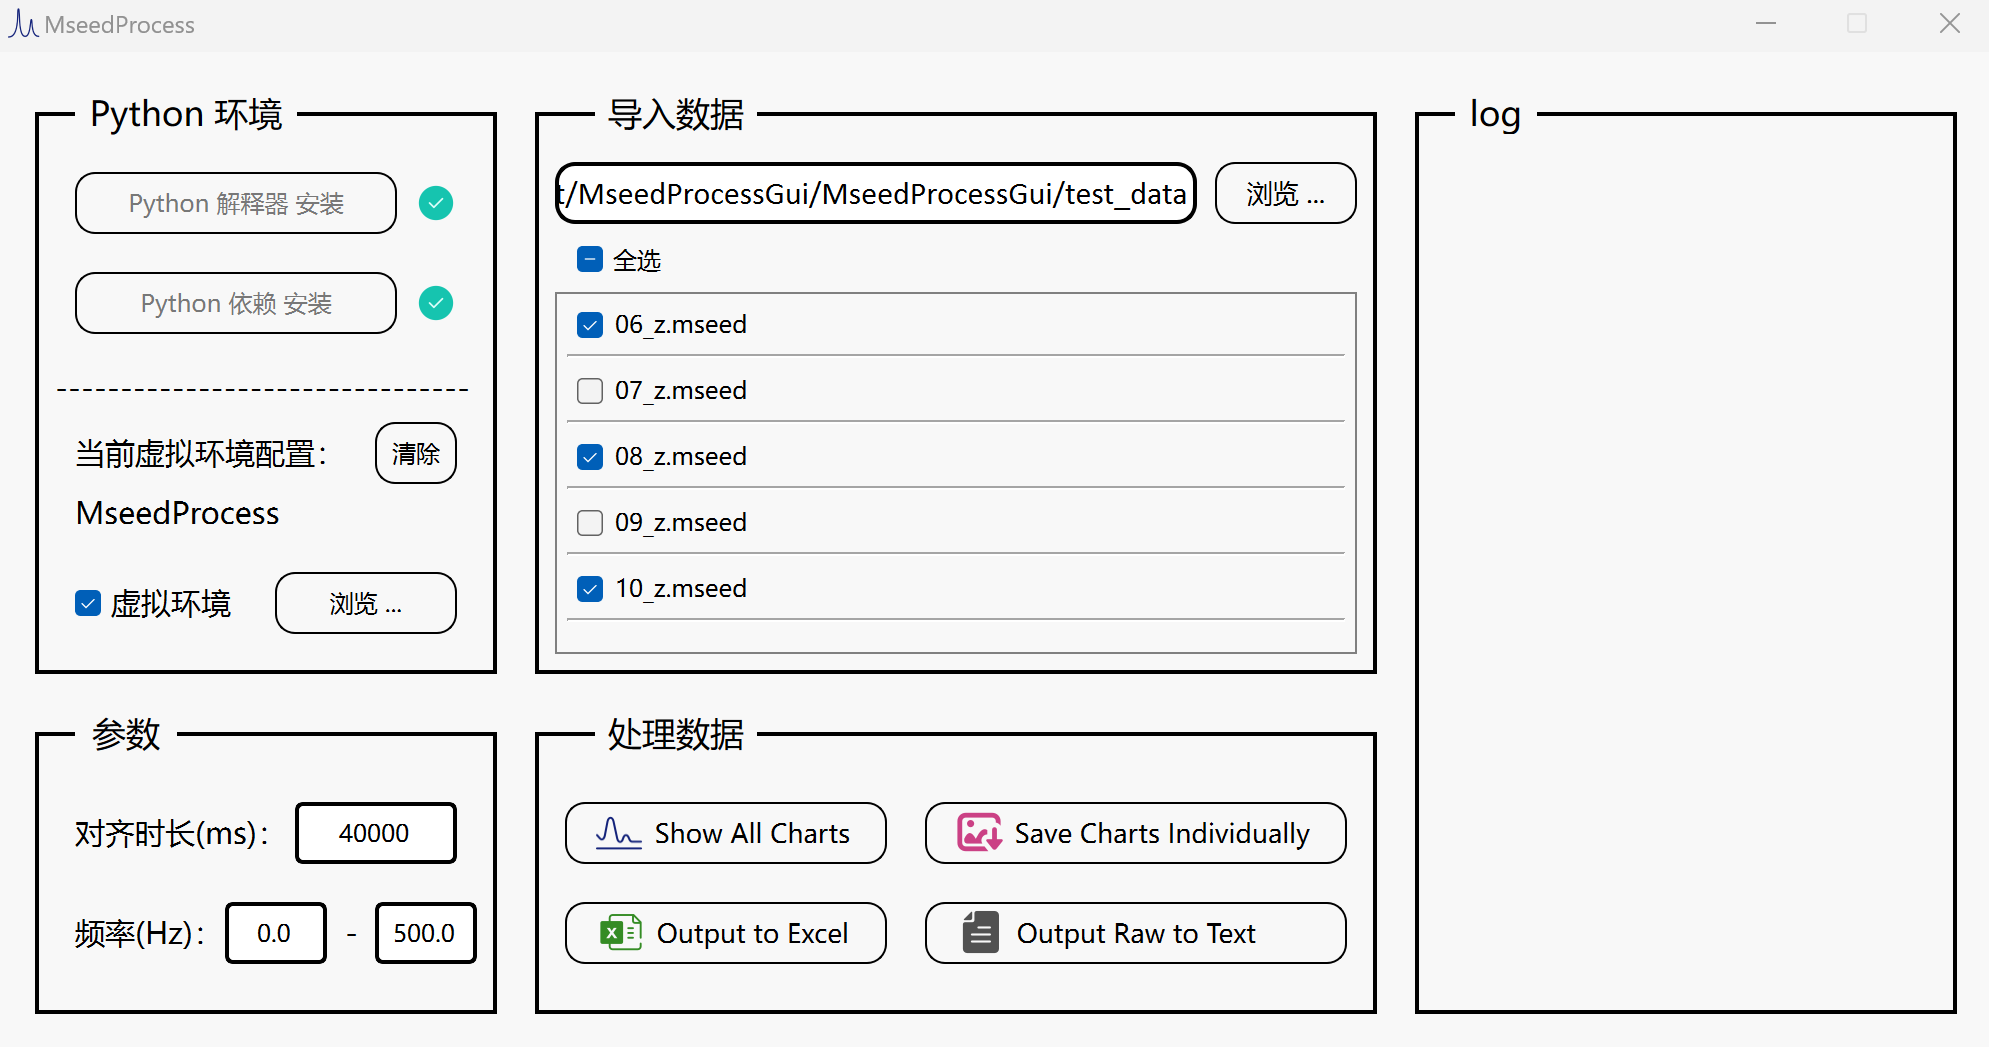 MseedProcess
Python 环境
Python 解释器 安装
Python 依赖 安装
--------------------------------
当前虚拟环境配置：
清除
MseedProcess
虚拟环境
浏览 ...
导入数据
t/MseedProcessGui/MseedProcessGui/test_data
浏览 ...
全选
06_z.mseed
07_z.mseed
08_z.mseed
09_z.mseed
10_z.mseed
参数
对齐时长(ms)：
40000
频率(Hz)：
0.0
-
500.0
处理数据
Show All Charts
Save Charts Individually
Output to Excel
Output Raw to Text
log